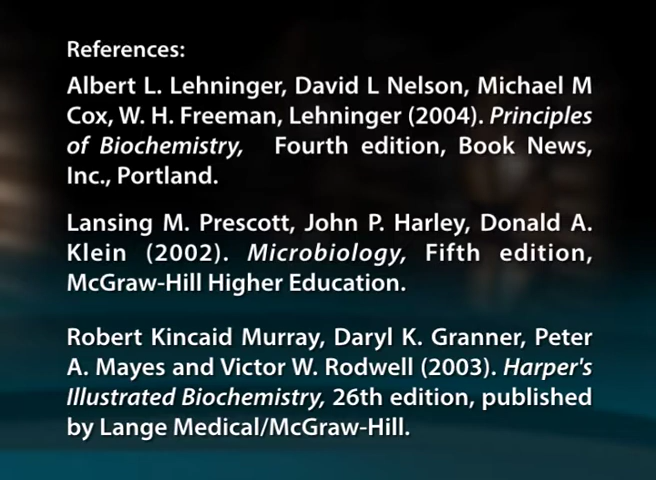 References:
Albert L. Lehninger, David L Nelson, Michael M
Cox, W. H. Freeman, Lehninger (2004). Principles
of Biochemistry, Fourth edition, Book News,
Inc., Portland.
Lansing M. Prescott, John P. Harley, Donald A.
Klein (2002). Microbiology, Fifth edition,
McGraw-Hill Higher Education.
Robert Kincaid Murray, Daryl K. Granner, Peter
A. Mayes and Victor W. Rodwell (2003). Harper's
Illustrated Biochemistry, 26th edition, published
by Lange Medical/McGraw-Hill.